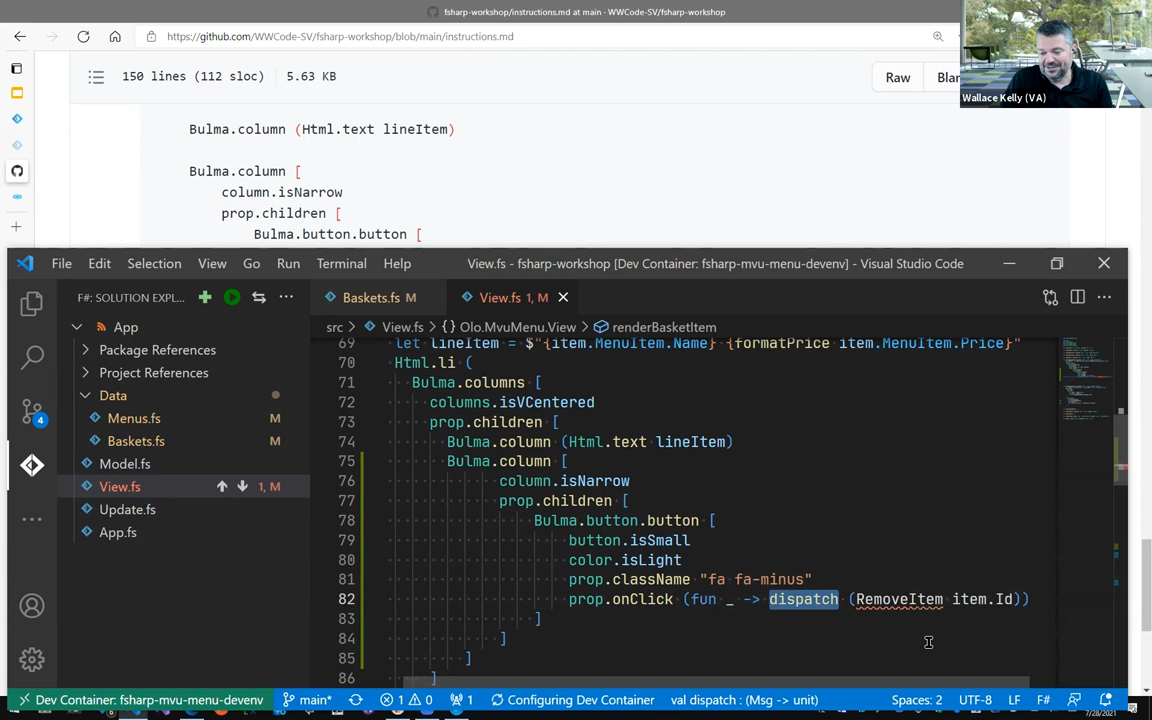 fsharp-workshop/instructions.md at main · WWCode-SV/fsharp-workshop
https://github.com/WWCode-SV/fsharp-workshop/blob/main/instructions.md
150 lines (112 sloc) 5.63 KB
Raw
Blan
Wallace Kelly (VA)
Bulma.column (Html.text lineItem)
Bulma.column [
column.isNarrow
prop.children [
Bulma.button.button [
File Edit Selection View Go Run Terminal Help
View.fs - fsharp-workshop [Dev Container: fsharp-mvu-menu-devenv] - Visual Studio Code
F#: SOLUTION EXPL...
Baskets.fs M
View.fs 1, M
src > View.fs > {} Olo.MvuMenu.View > renderBasketItem
App
Package References
Project References
Data
Menus.fs M
Baskets.fs M
Model.fs
View.fs 1, M
Update.fs
App.fs
4
69 let lineItem = $"{item.MenuItem.Name} {formatPrice item.MenuItem.Price}"
70 Html.li (
71 Bulma.columns [
72 columns.isVCentered
73 prop.children [
74 Bulma.column (Html.text lineItem)
75 Bulma.column [
76 column.isNarrow
77 prop.children [
78 Bulma.button.button [
79 button.isSmall
80 color.isLight
81 prop.className "fa fa-minus"
82 prop.onClick (fun _ -> dispatch (RemoveItem item.Id))
83 ]
84 ]
85 ]
86 ]
Dev Container: fsharp-mvu-menu-devenv main* 1 0 1 Configuring Dev Container val dispatch : (Msg -> unit) Spaces: 2 UTF-8 LF F#
7/28/2021